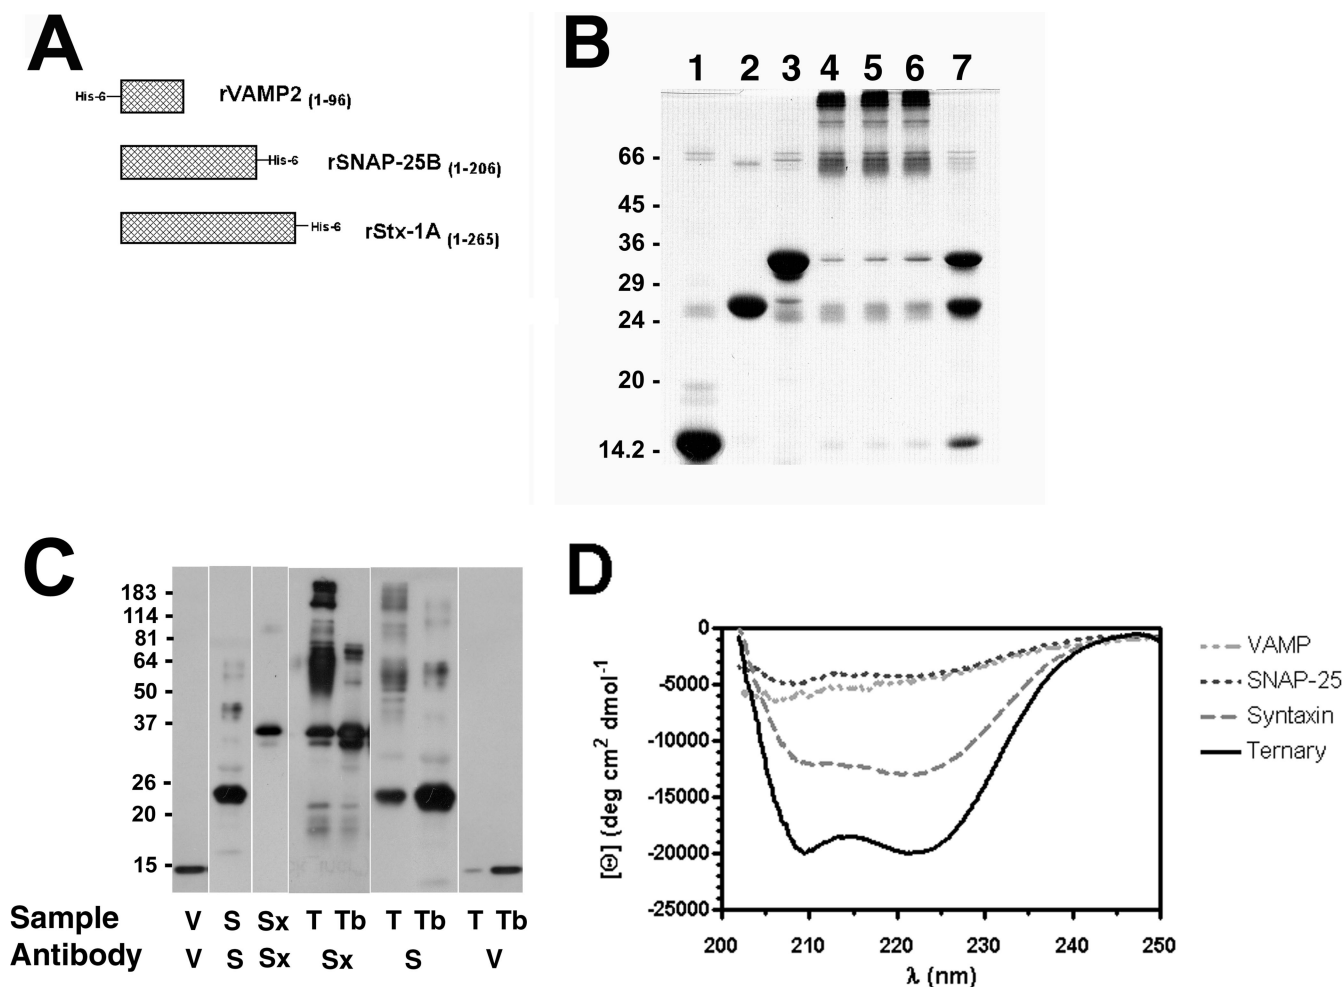 A
His-6
rVAMP2 (1-96)
His-6
rSNAP-25B (1-206)
His-6
rStx-1A (1-265)
B
1 2 3 4 5 6 7
66 -
45 -
36 -
29 -
24 -
20 -
14.2 -
C
183 -
114 -
81 -
64 -
50 -
37 -
26 -
20 -
15 -
Sample V S Sx T Tb T Tb T Tb
Antibody V S Sx Sx S V
D
0
-5000
-10000
-15000
-20000
-25000
[Θ] (deg cm² dmol⁻¹)
200 210 220 230 240 250
λ (nm)
VAMP
SNAP-25
Syntaxin
Ternary